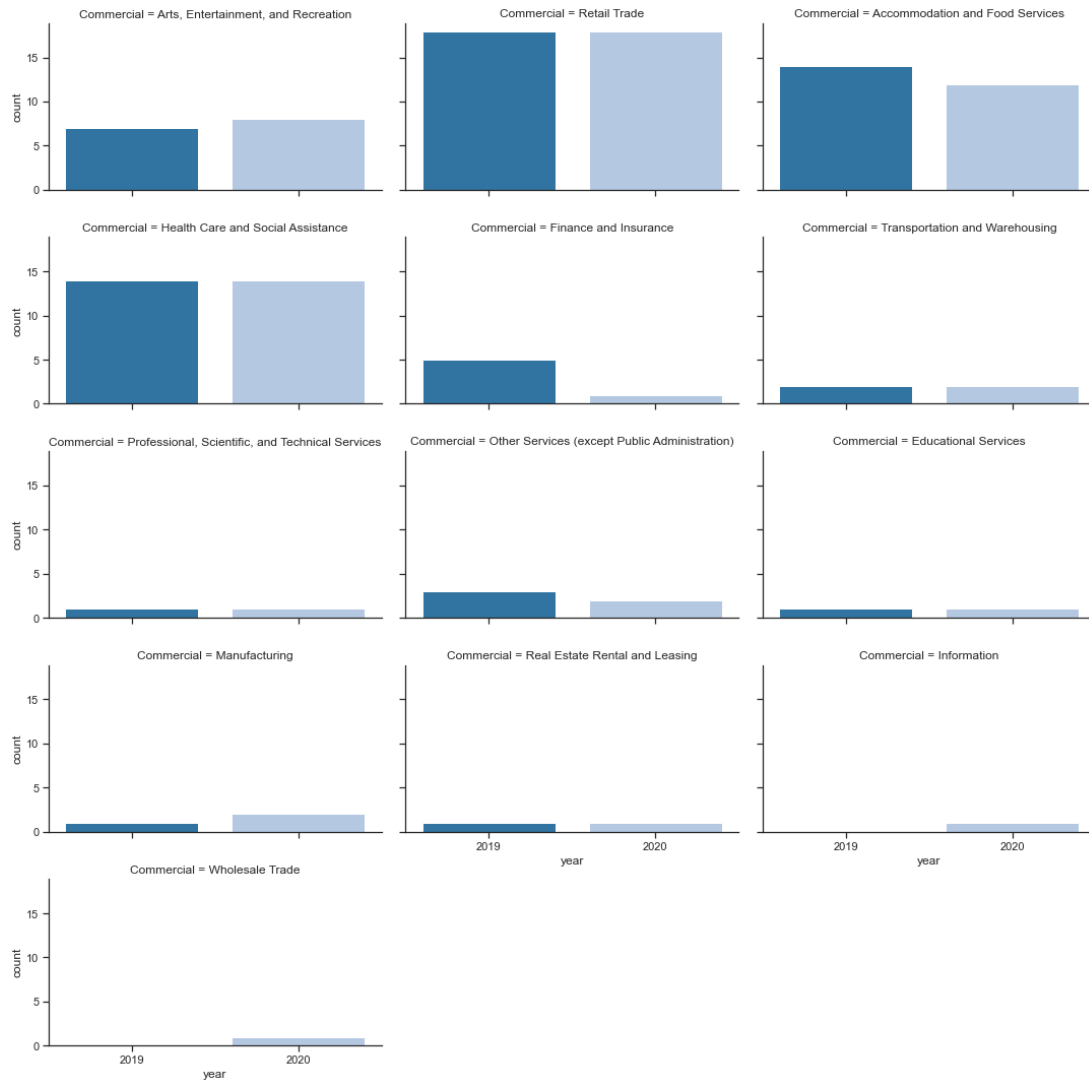 Commercial = Arts, Entertainment, and Recreation
Commercial = Retail Trade
Commercial = Accommodation and Food Services
15
10
5
0
count
Commercial = Health Care and Social Assistance
Commercial = Finance and Insurance
Commercial = Transportation and Warehousing
15
10
5
0
count
Commercial = Professional, Scientific, and Technical Services
Commercial = Other Services (except Public Administration)
Commercial = Educational Services
15
10
5
0
count
Commercial = Manufacturing
Commercial = Real Estate Rental and Leasing
Commercial = Information
15
10
5
0
count
2019
2020
year
2019
2020
year
Commercial = Wholesale Trade
15
10
5
0
count
2019
2020
year